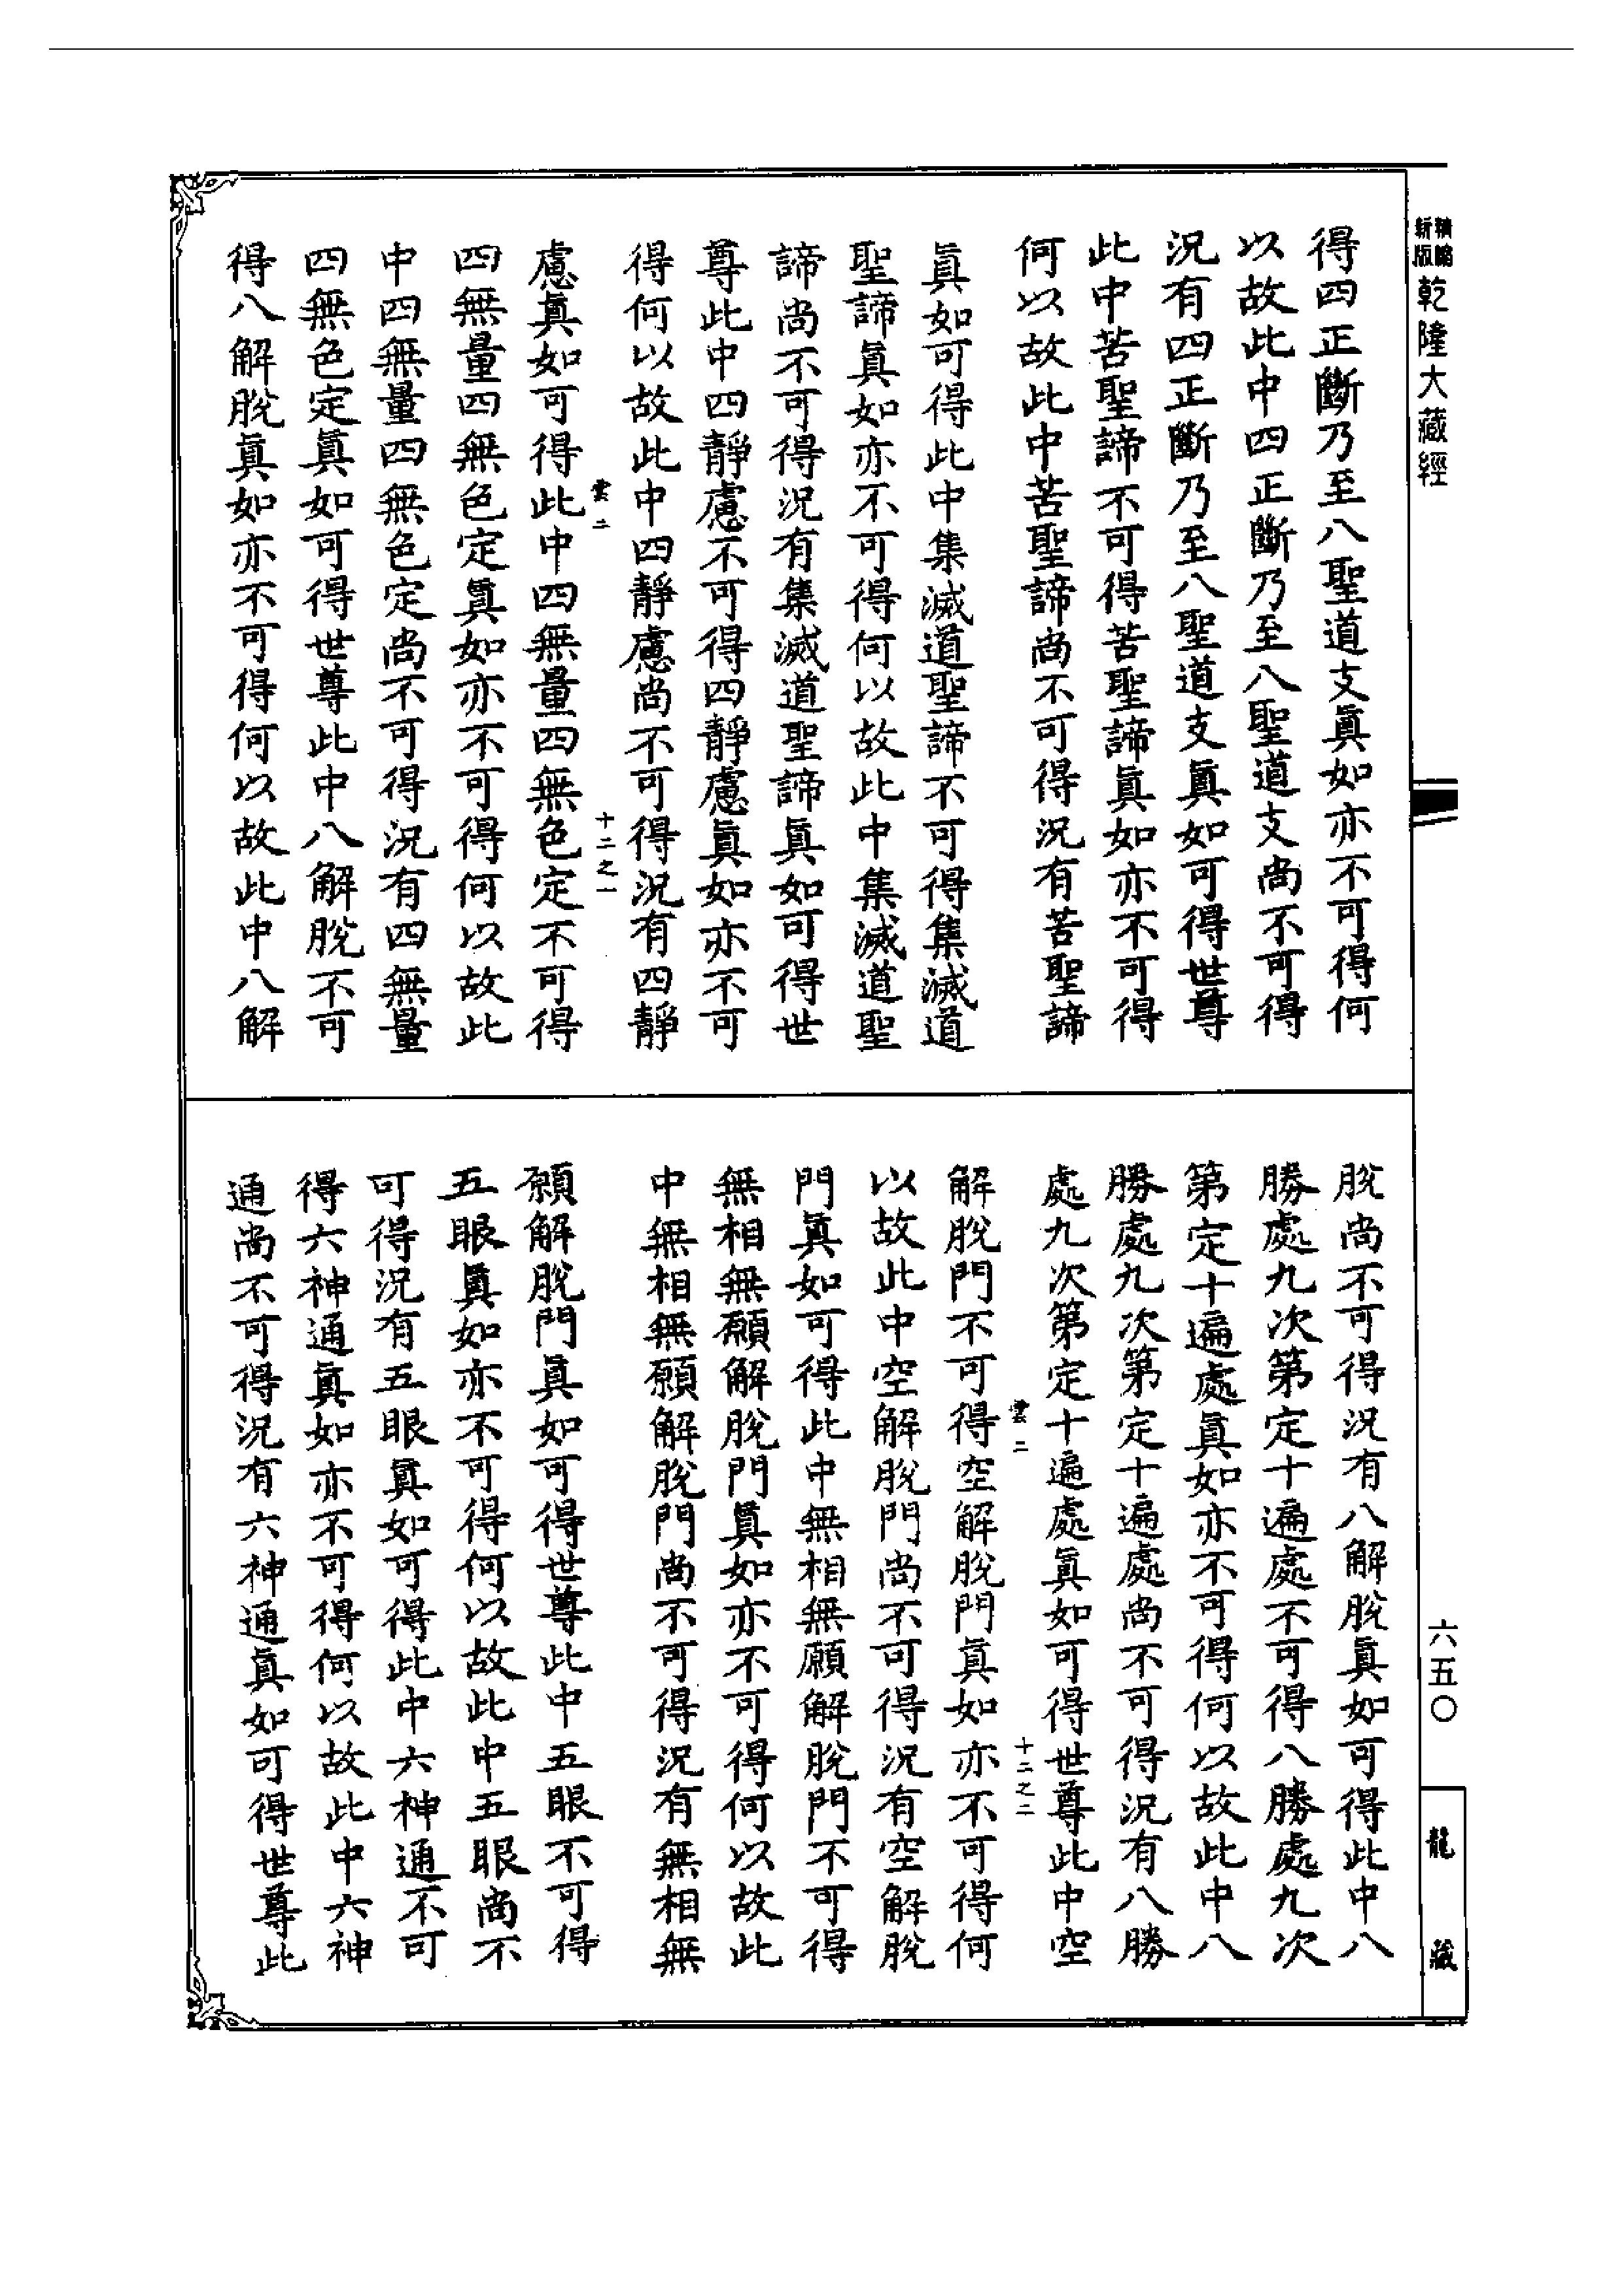 新版
精縮
乾隆大藏經
得四正斷乃至八聖道支眞如亦不可得何
以故此中四正斷乃至八聖道支尚不可得
況有四正斷乃至八聖道支眞如可得世尊
此中苦聖諦不可得苦聖諦眞如亦不可得
何以故此中苦聖諦尚不可得況有苦聖諦
眞如可得此中集滅道聖諦不可得集滅道
聖諦眞如亦不可得何以故此中集滅道聖
諦尚不可得況有集滅道聖諦眞如可得世
尊此中四靜慮不可得四靜慮眞如亦不可
得何以故此中四靜慮尚不可得況有四靜
雲二 十二之一
慮眞如可得此中四無量四無色定不可得
四無量四無色定眞如亦不可得何以故此
中四無量四無色定尚不可得況有四無量
四無色定眞如可得世尊此中八解脫不可
得八解脫眞如亦不可得何以故此中八解
脫尚不可得況有八解脫眞如可得此中八
勝處九次第定十遍處不可得八勝處九次
第定十遍處眞如亦不可得何以故此中八
勝處九次第定十遍處尚不可得況有八勝
處九次第定十遍處眞如可得世尊此中空
雲二 十二之二
解脫門不可得空解脫門眞如亦不可得何
以故此中空解脫門尚不可得況有空解脫
門眞如可得此中無相無願解脫門不可得
無相無願解脫門眞如亦不可得何以故此
中無相無願解脫門尚不可得況有無相無
願解脫門眞如可得世尊此中五眼不可得
五眼眞如亦不可得何以故此中五眼尚不
可得況有五眼眞如可得此中六神通不可
得六神通眞如亦不可得何以故此中六神
通尚不可得況有六神通眞如可得世尊此
六五〇
龍藏